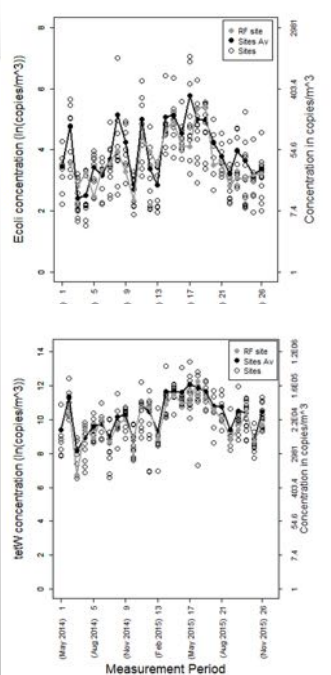 Ecoli concentration (ln(copies/m^3))
8
6
4
2
0
RF site
Sites Av
Sites
2981
403.4
54.6
7.4
1
Concentration in copies/m^3
1
5
9
13
17
21
26
tetW concentration (ln(copies/m^3))
14
12
10
8
6
4
2
0
RF site
Sites Av
Sites
1.2E06
1.6E05
2.2E04
2981
403.4
54.6
7.4
1
Concentration in copies/m^3
1
(May 2014)
5
(Aug 2014)
9
(Nov 2014)
13
(Feb 2015)
17
(May 2015)
21
(Aug 2015)
26
(Nov 2015)
Measurement Period